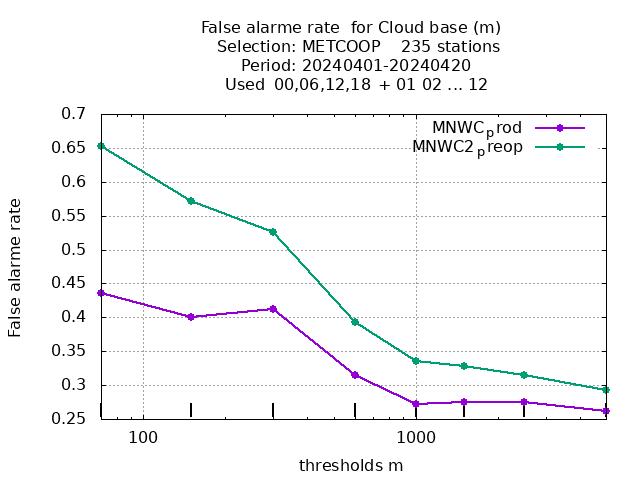 False alarme rate  for Cloud base (m)
Selection: METCOOP    235 stations
Period: 20240401-20240420
Used  00,06,12,18 + 01 02 ... 12
MNWCprod
MNWC2preop
0.7
0.65
0.6
0.55
0.5
0.45
0.4
0.35
0.3
0.25
False alarme rate
100 1000
thresholds m